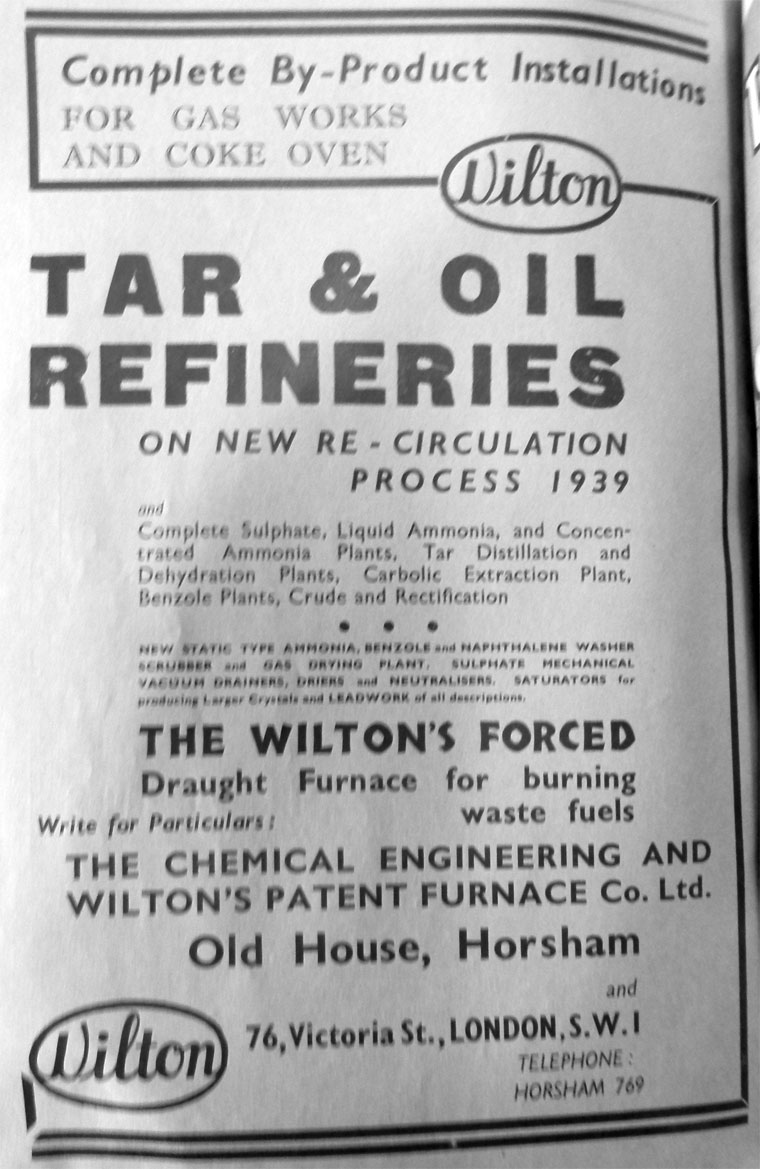 Complete By-Product Installations
FOR GAS WORKS
AND COKE OVEN
Wilton
TAR & OIL
REFINERIES
ON NEW RE-CIRCULATION
PROCESS 1939
and
Complete Sulphate, Liquid Ammonia, and Concen-
trated Ammonia Plants, Tar Distillation and
Dehydration Plants, Carbolic Extraction Plant,
Benzole Plants, Crude and Rectification
• • •
NEW STATIC TYPE AMMONIA, BENZOLE and NAPHTHALENE WASHER
SCRUBBER and GAS DRYING PLANT. SULPHATE MECHANICAL
VACUUM DRAINERS, DRIERS and NEUTRALISERS. SATURATORS for
producing Larger Crystals and LEADWORK of all descriptions.
THE WILTON'S FORCED
Draught Furnace for burning
waste fuels
Write for Particulars:
THE CHEMICAL ENGINEERING AND
WILTON'S PATENT FURNACE Co. Ltd.
Old House, Horsham
and
76, Victoria St., LONDON, S.W.1
TELEPHONE:
HORSHAM 769
Wilton